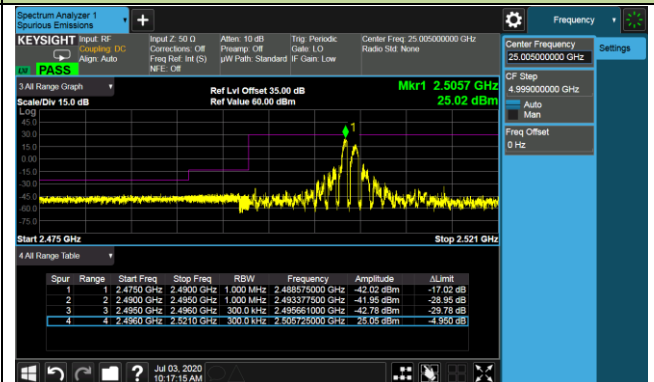 Spectrum Analyzer 1
Spurious Emissions
Frequency
KEYSIGHT
Input: RF
Coupling: DC
Align: Auto
Input Z: 50 Ω
Corrections: Off
Freq Ref: Int (S)
NFE: Off
Atten: 10 dB
Preamp: Off
µW Path: Standard
Trig: Periodic
Gate: LO
IF Gain: Low
Center Freq: 25.005000000 GHz
Radio Std: None
PASS
3 All Range Graph
Scale/Div 15.0 dB
Ref Lvl Offset 35.00 dB
Ref Value 60.00 dBm
Mkr1 2.5057 GHz
25.02 dBm
Log
45.0
30.0
15.0
0.00
-15.0
-30.0
-45.0
-60.0
-75.0
1
Start 2.475 GHz
Stop 2.521 GHz
4 All Range Table
Spur Range Start Freq Stop Freq RBW Frequency Amplitude ΔLimit
1 1 2.4750 GHz 2.4900 GHz 1.000 MHz 2.488575000 GHz -42.02 dBm -17.02 dB
2 2 2.4900 GHz 2.4950 GHz 1.000 MHz 2.493377500 GHz -41.95 dBm -28.95 dB
3 3 2.4950 GHz 2.4960 GHz 300.0 kHz 2.495661000 GHz -42.78 dBm -29.78 dB
4 4 2.4960 GHz 2.5210 GHz 300.0 kHz 2.505725000 GHz 25.05 dBm -4.950 dB
Jul 03, 2020
10:17:15 AM
Center Frequency
25.005000000 GHz
Settings
CF Step
4.999000000 GHz
Auto
Man
Freq Offset
0 Hz